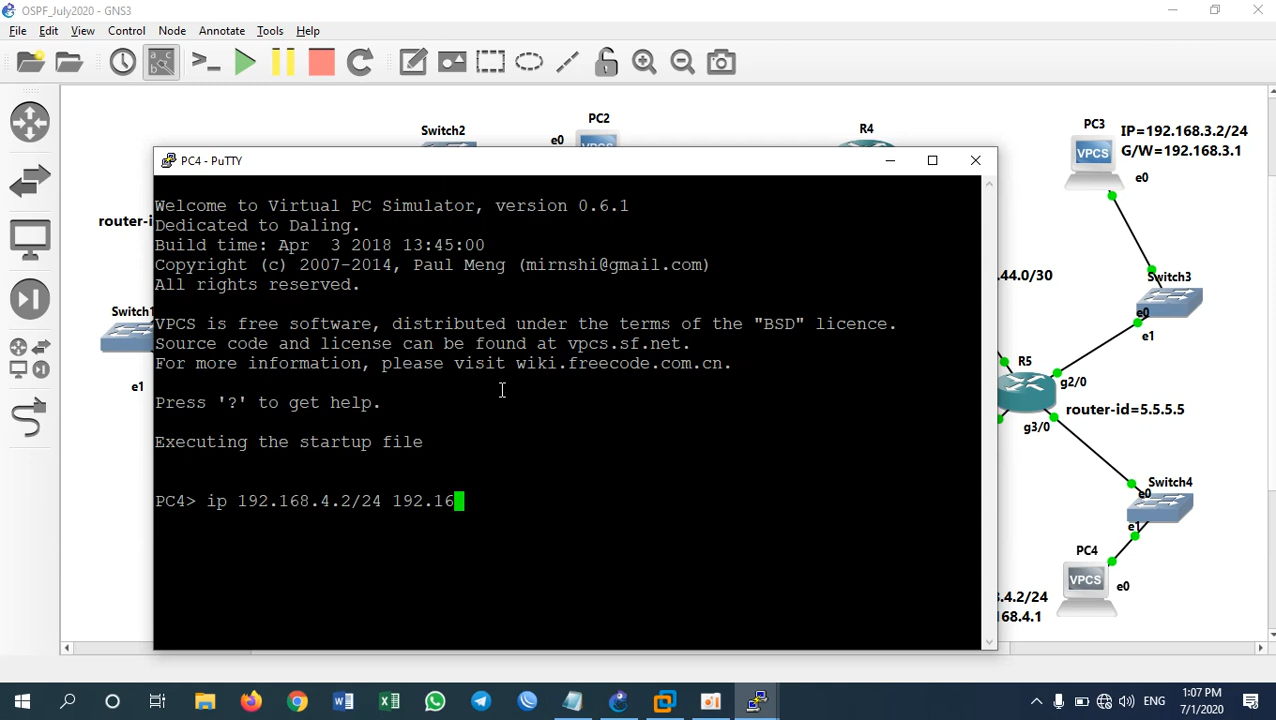 OSPF_July2020 - GNS3
File Edit View Control Node Annotate Tools Help
PC2
Switch2
e0
VPCS
R4
PC3
IP=192.168.3.2/24
G/W=192.168.3.1
VPCS
e0
PC4 - PuTTY
Welcome to Virtual PC Simulator, version 0.6.1
Dedicated to Daling.
Build time: Apr 3 2018 13:45:00
Copyright (c) 2007-2014, Paul Meng (mirnshi@gmail.com)
All rights reserved.
VPCS is free software, distributed under the terms of the "BSD" licence.
Source code and license can be found at vpcs.sf.net.
For more information, please visit wiki.freecode.com.cn.
Press '?' to get help.
Executing the startup file
PC4> ip 192.168.4.2/24 192.16
router-i
Switch1
e1
.44.0/30
Switch3
e0
e1
R5
g2/0
router-id=5.5.5.5
g3/0
Switch4
e0
e1
PC4
VPCS
e0
.4.2/24
68.4.1
ENG
1:07 PM
7/1/2020